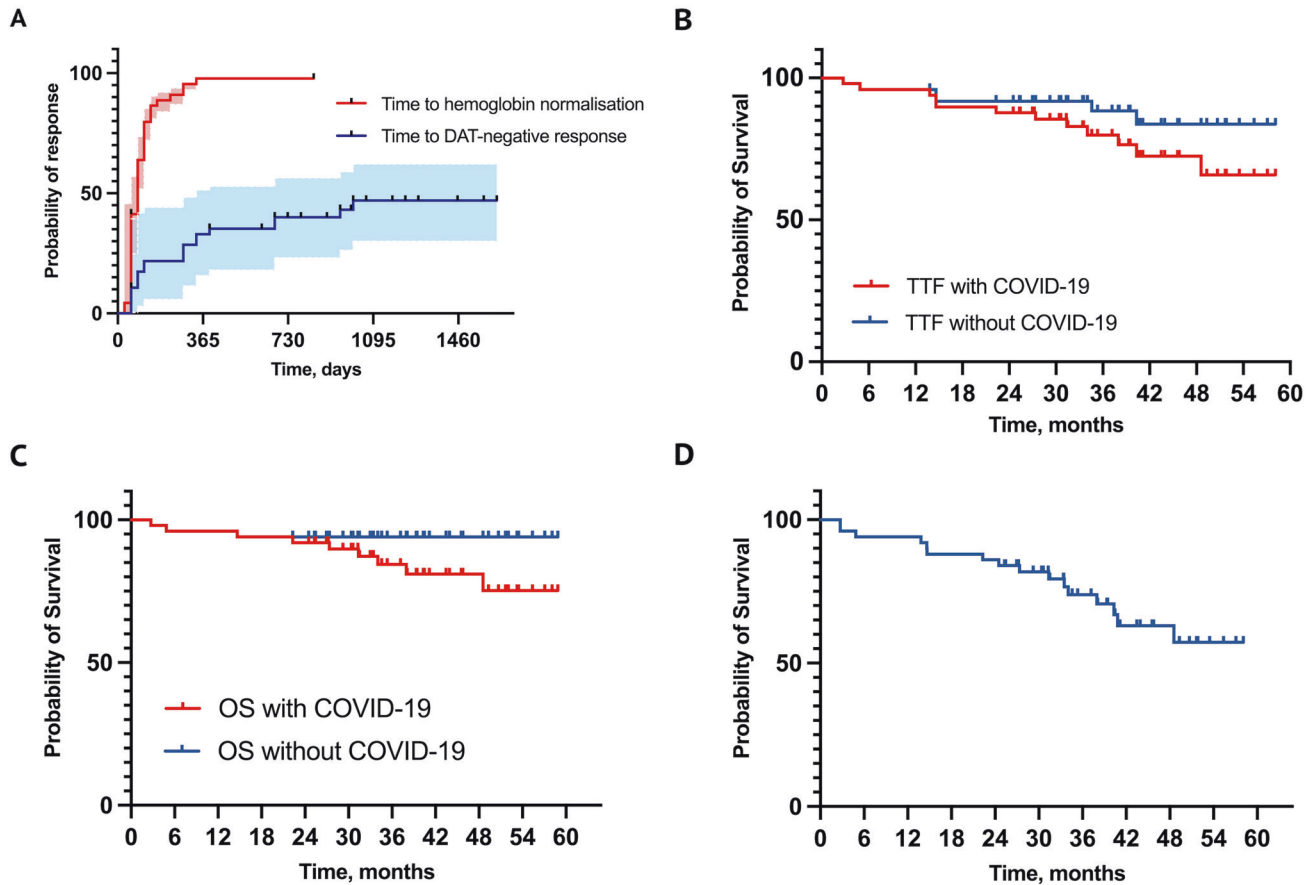 A
Probability of response
100
50
0
0 365 730 1095 1460
Time, days
Time to hemoglobin normalisation
Time to DAT-negative response
B
Probability of Survival
100
50
0
0 6 12 18 24 30 36 42 48 54 60
Time, months
TTF with COVID-19
TTF without COVID-19
C
Probability of Survival
100
50
0
0 6 12 18 24 30 36 42 48 54 60
Time, months
OS with COVID-19
OS without COVID-19
D
Probability of Survival
100
50
0
0 6 12 18 24 30 36 42 48 54 60
Time, months